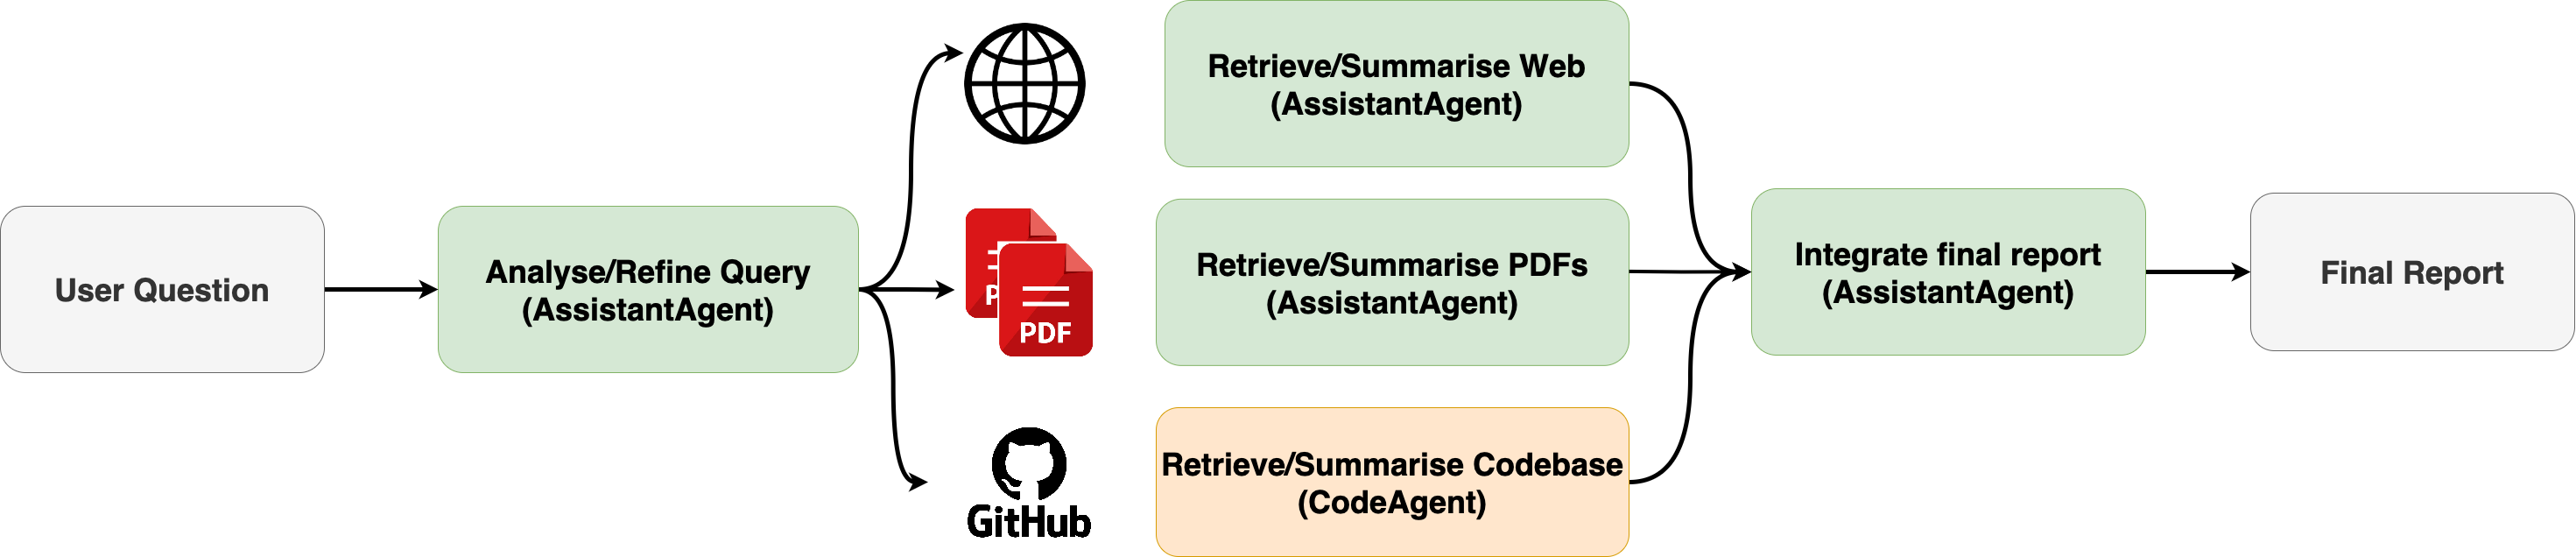 User Question
Analyse/Refine Query
(AssistantAgent)
PDF
GitHub
Retrieve/Summarise Web
(AssistantAgent)
Retrieve/Summarise PDFs
(AssistantAgent)
Retrieve/Summarise Codebase
(CodeAgent)
Integrate final report
(AssistantAgent)
Final Report